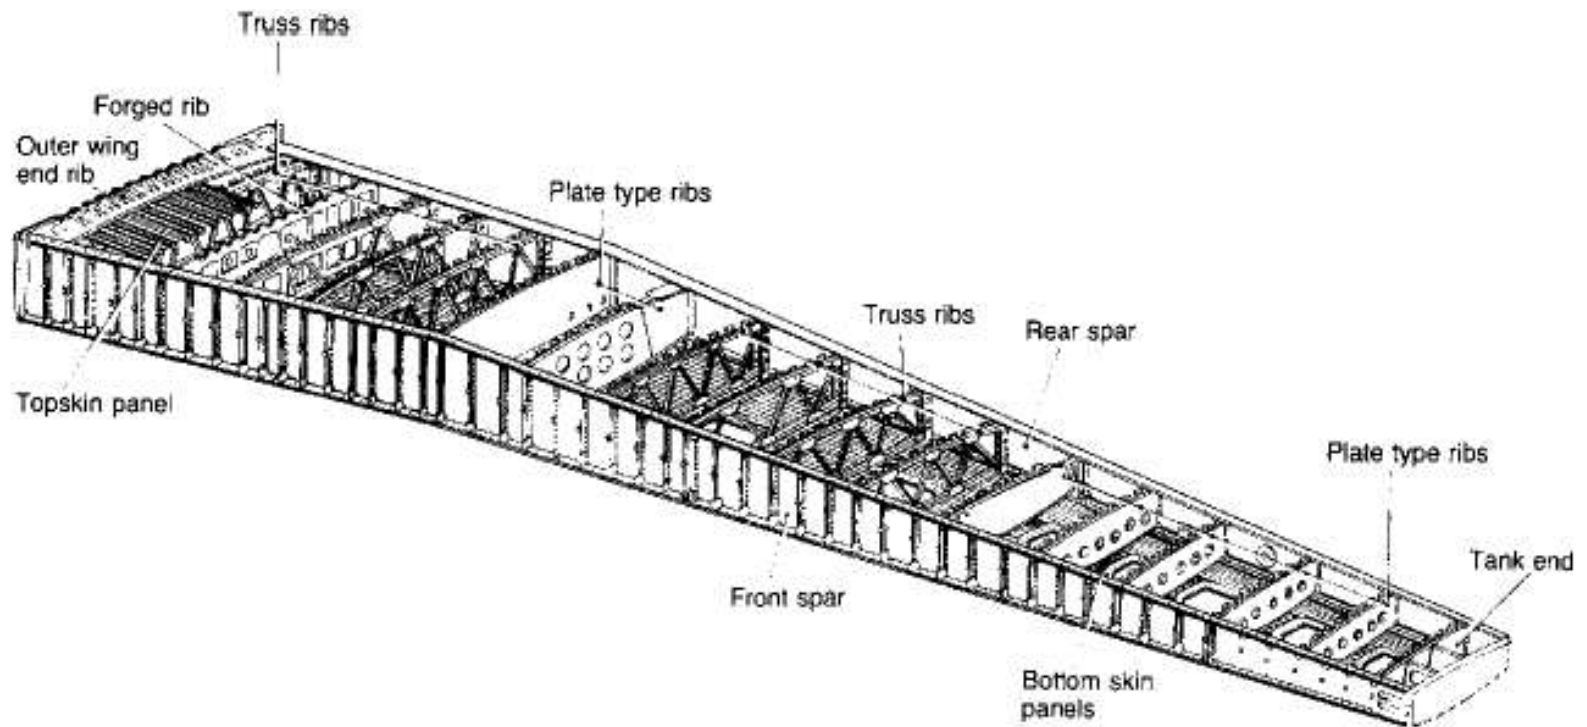 Truss ribs
Forged rib
Outer wing
end rib
Plate type ribs
Truss ribs
Rear spar
Topskin panel
Plate type ribs
Tank end
Front spar
Bottom skin
panels